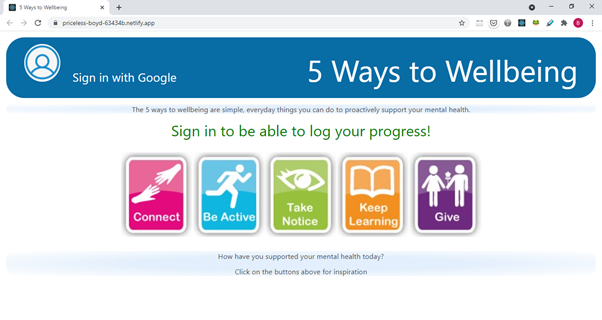 5 Ways to Wellbeing
priceless-boyd-63434b.netlify.app
B
Sign in with Google
5 Ways to Wellbeing
The 5 ways to wellbeing are simple, everyday things you can do to proactively support your mental health.
Sign in to be able to log your progress!
Connect
Be Active
Take
Notice
Keep
Learning
Give
How have you supported your mental health today?
Click on the buttons above for inspiration